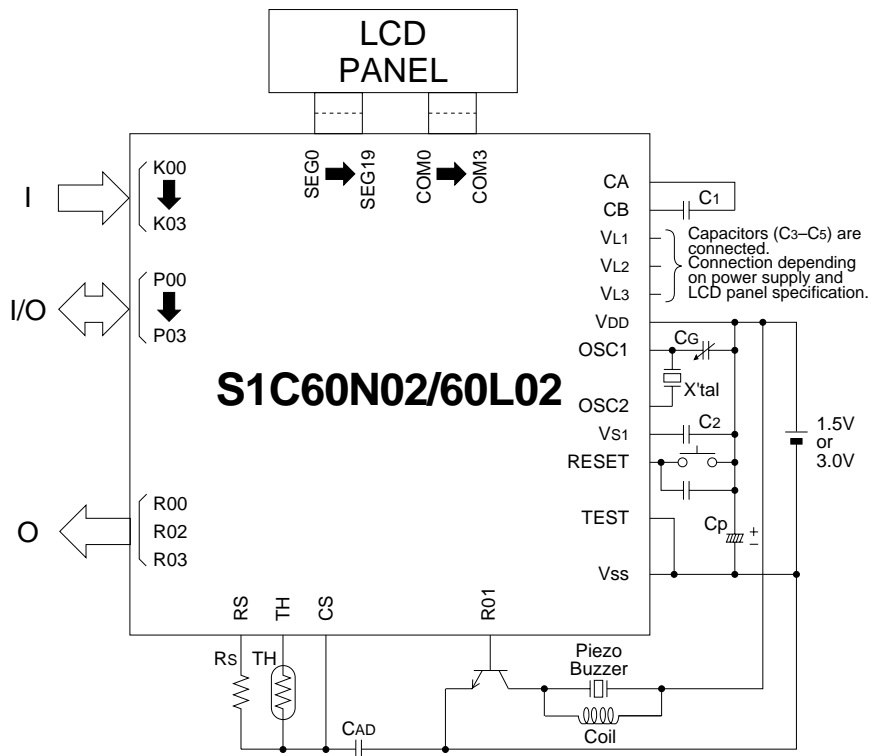 LCD
PANEL
SEG0
SEG19
COM0
COM3
I
K00
K03
I/O
P00
P03
S1C60N02/60L02
O
R00
R02
R03
CA
CB
C1
VL1
VL2
VL3
Capacitors (C3–C5) are
connected.
Connection depending
on power supply and
LCD panel specification.
VDD
OSC1
CG
X'tal
OSC2
VS1
C2
RESET
TEST
Cp
+
–
VSS
1.5V
or
3.0V
RS
TH
CS
R01
RS
TH
CAD
Piezo
Buzzer
Coil